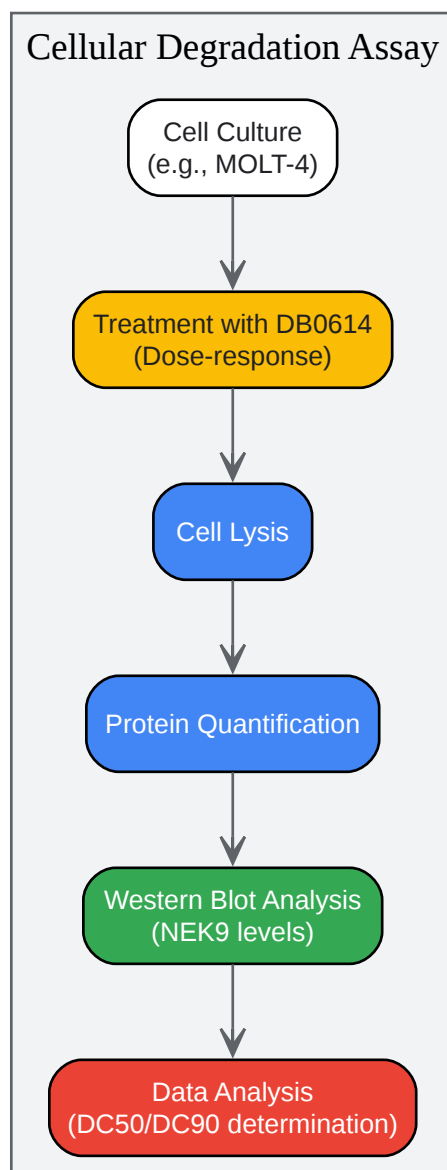 Cellular Degradation Assay
Cell Culture
(e.g., MOLT-4)
Treatment with DB0614
(Dose-response)
Cell Lysis
Protein Quantification
Western Blot Analysis
(NEK9 levels)
Data Analysis
(DC50/DC90 determination)